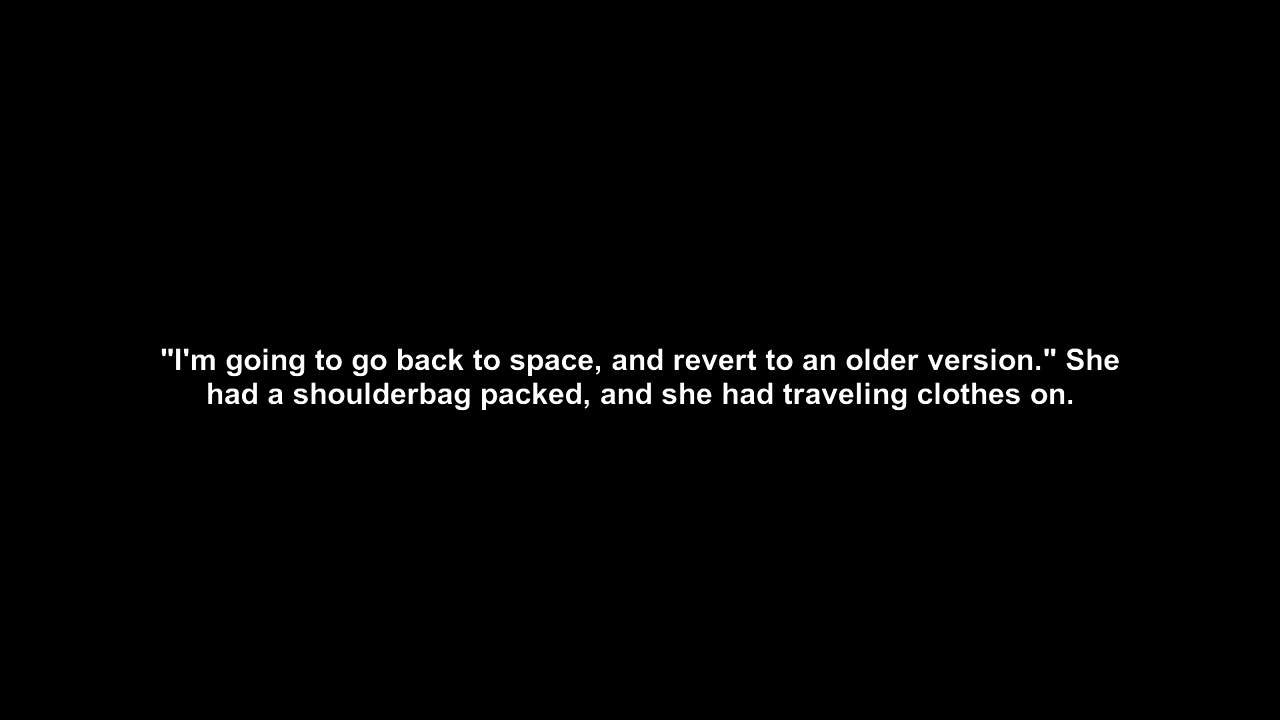 "I'm going to go back to space, and revert to an older version." She
had a shoulderbag packed, and she had traveling clothes on.